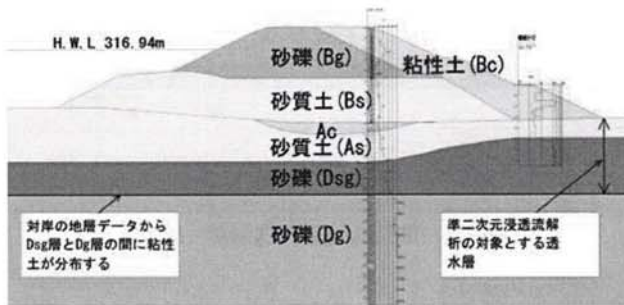 H.W.L 316.94m
砂礫(Bg)
粘性土(Bc)
砂質土(Bs)
Ac
砂質土(As)
砂礫(Dsg)
対岸の地層データから
Dsg層とDg層の間に粘性
土が分布する
砂礫(Dg)
準二次元浸透流解
析の対象とする透
水層